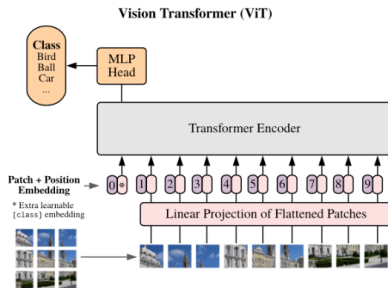 Vision Transformer (ViT)
Class
Bird
Ball
Car
...
MLP
Head
Transformer Encoder
Patch + Position
Embedding
* Extra learnable
[class] embedding
0 * 1 2 3 4 5 6 7 8 9
Linear Projection of Flattened Patches